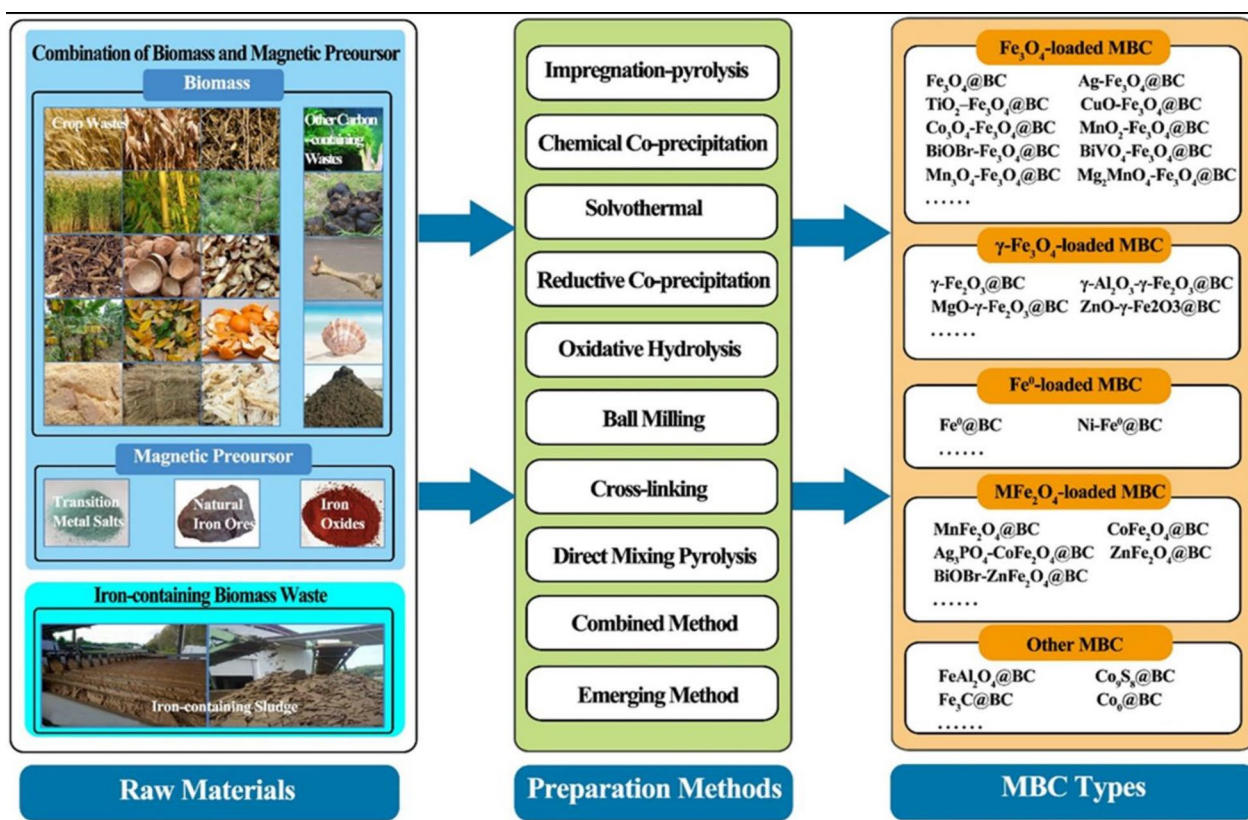 Combination of Biomass and Magnetic Preoursor
Biomass
Crop Wastes
Other Carbon
-containing
Wastes
Magnetic Preoursor
Transition
Metal Salts
Natural
Iron Ores
Iron
Oxides
Iron-containing Biomass Waste
Iron-containing Sludge
Raw Materials
Impregnation-pyrolysis
Chemical Co-precipitation
Solvothermal
Reductive Co-precipitation
Oxidative Hydrolysis
Ball Milling
Cross-linking
Direct Mixing Pyrolysis
Combined Method
Emerging Method
Preparation Methods
Fe₃O₄-loaded MBC
Fe₃O₄@BC Ag-Fe₃O₄@BC
TiO₂–Fe₃O₄@BC CuO-Fe₃O₄@BC
Co₃O₄-Fe₃O₄@BC MnO₂-Fe₃O₄@BC
BiOBr-Fe₃O₄@BC BiVO₄-Fe₃O₄@BC
Mn₃O₄-Fe₃O₄@BC Mg₂MnO₄-Fe₃O₄@BC
......
γ-Fe₃O₄-loaded MBC
γ-Fe₂O₃@BC γ-Al₂O₃-γ-Fe₂O₃@BC
MgO-γ-Fe₂O₃@BC ZnO-γ-Fe2O3@BC
......
Fe⁰-loaded MBC
Fe⁰@BC Ni-Fe⁰@BC
......
MFe₂O₄-loaded MBC
MnFe₂O₄@BC CoFe₂O₄@BC
Ag₃PO₄-CoFe₂O₄@BC ZnFe₂O₄@BC
BiOBr-ZnFe₂O₄@BC
......
Other MBC
FeAl₂O₄@BC Co₉S₈@BC
Fe₃C@BC Co₀@BC
......
MBC Types